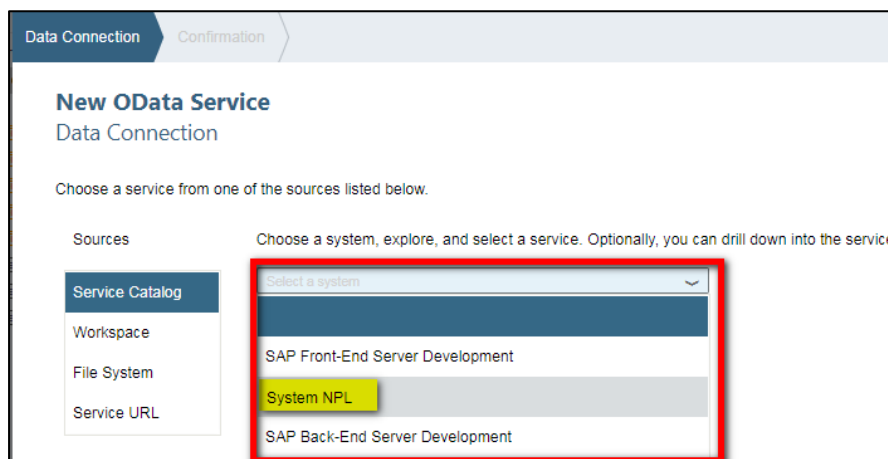 Data Connection Confirmation
New OData Service
Data Connection
Choose a service from one of the sources listed below.
Sources
Choose a system, explore, and select a service. Optionally, you can drill down into the service
Service Catalog
Workspace
File System
Service URL
Select a system
SAP Front-End Server Development
System NPL
SAP Back-End Server Development